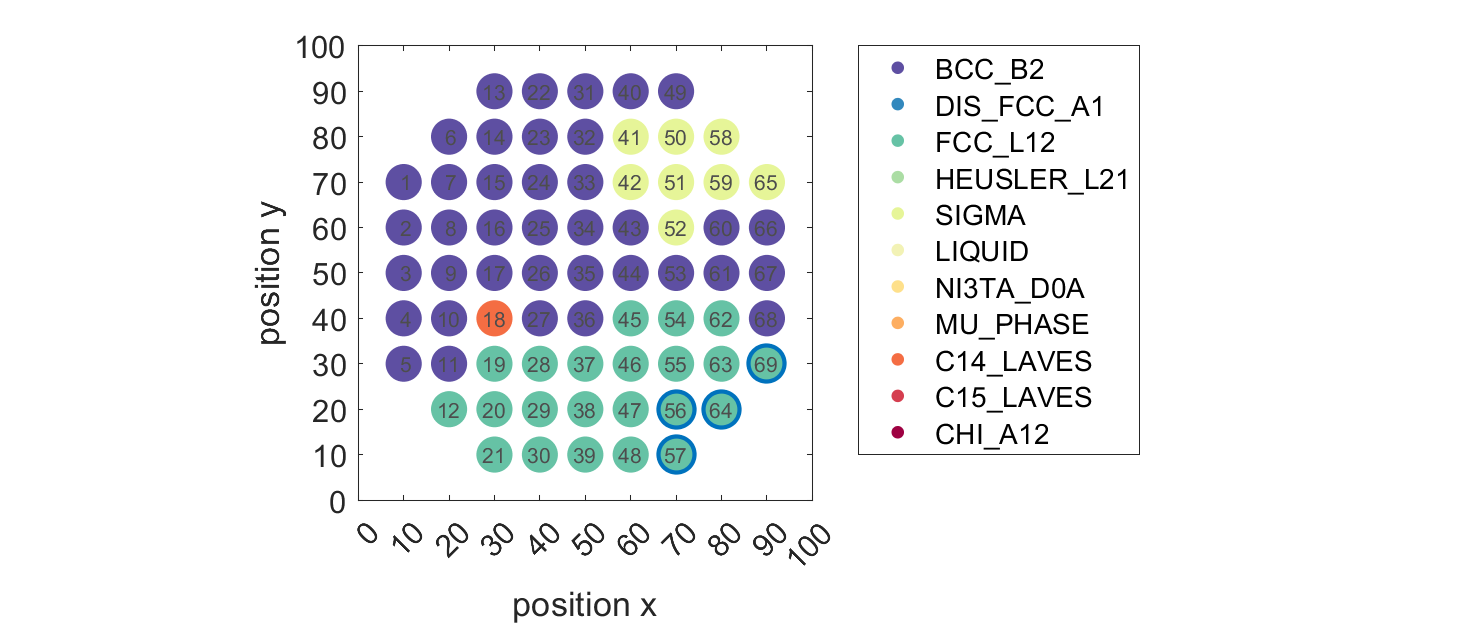 100
90
80
70
60
50
40
30
20
10
0
position y
13 22 31 40 49
6 14 23 32 41 50 58
1 7 15 24 33 42 51 59 65
2 8 16 25 34 43 52 60 66
3 9 17 26 35 44 53 61 67
4 10 18 27 36 45 54 62 68
5 11 19 28 37 46 55 63 69
12 20 29 38 47 56 64
21 30 39 48 57
0 10 20 30 40 50 60 70 80 90 100
position x
BCC_B2
DIS_FCC_A1
FCC_L12
HEUSLER_L21
SIGMA
LIQUID
NI3TA_D0A
MU_PHASE
C14_LAVES
C15_LAVES
CHI_A12